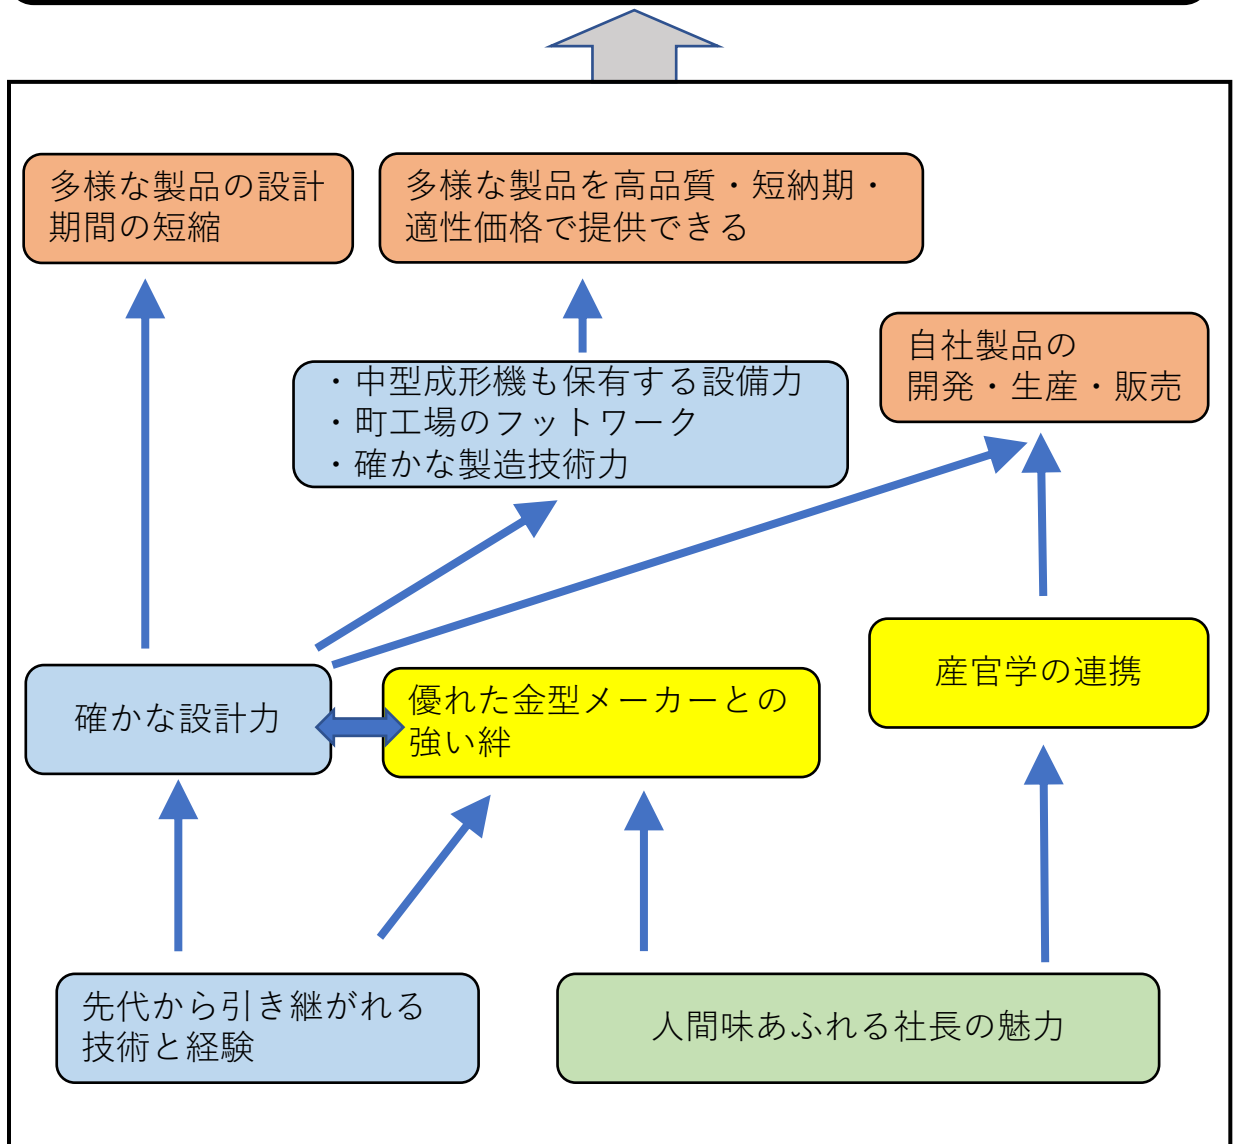 多様な製品の設計
期間の短縮
多様な製品を高品質・短納期・
適性価格で提供できる
自社製品の
開発・生産・販売
・中型成形機も保有する設備力
・町工場のフットワーク
・確かな製造技術力
産官学の連携
確かな設計力
優れた金型メーカーとの
強い絆
先代から引き継がれる
技術と経験
人間味あふれる社長の魅力